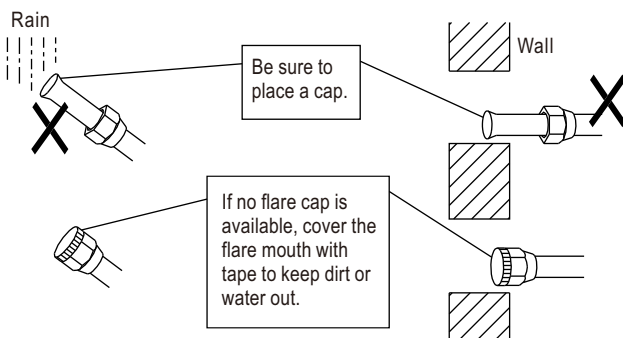 Rain
Wall
Be sure to
place a cap.
If no flare cap is
available, cover the
flare mouth with
tape to keep dirt or
water out.